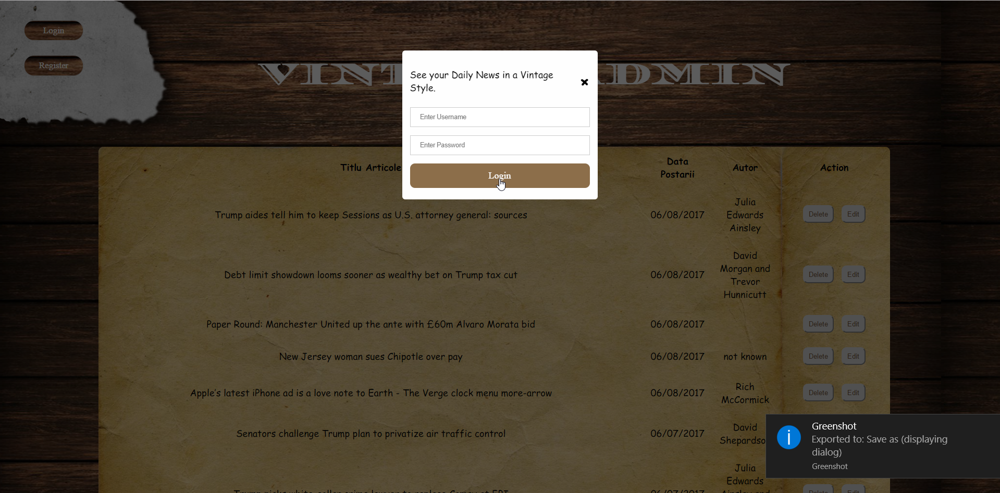 Login
Register
VINT
DMIN
See your Daily News in a Vintage
Style.
Enter Username
Enter Password
Login
Titlu Articole
Data
Postarii
Autor
Action
Trump aides tell him to keep Sessions as U.S. attorney general: sources
06/08/2017
Julia
Edwards
Ainsley
Delete
Edit
Debt limit showdown looms sooner as wealthy bet on Trump tax cut
06/08/2017
David
Morgan and
Trevor
Hunnicutt
Delete
Edit
Paper Round: Manchester United up the ante with £60m Alvaro Morata bid
06/08/2017
Delete
Edit
New Jersey woman sues Chipotle over pay
06/08/2017
not known
Delete
Edit
Apple's latest iPhone ad is a love note to Earth - The Verge clock menu more-arrow
06/08/2017
Rich
McCormick
Delete
Edit
Senators challenge Trump plan to privatize air traffic control
06/07/2017
David
Shepardso
Julia
Edwards
Greenshot
Exported to: Save as (displaying
dialog)
Greenshot